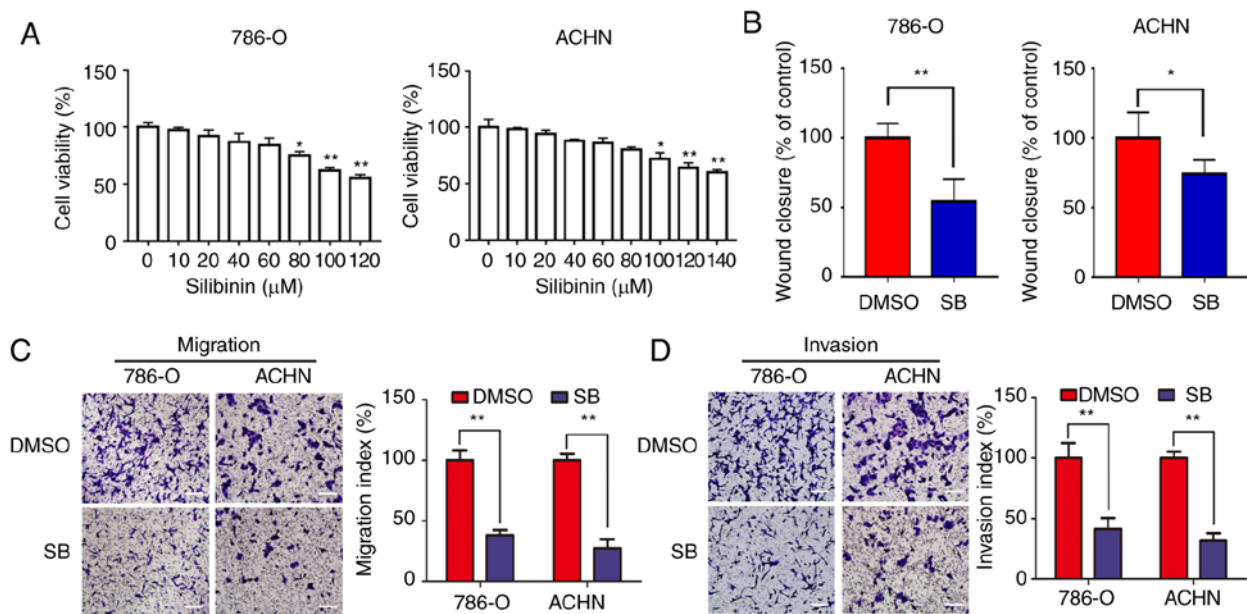 A
786-O
Cell viability (%)
150
100
50
0
* ** **
0 10 20 40 60 80 100 120
Silibinin (μM)
ACHN
Cell viability (%)
150
100
50
0
* ** **
0 10 20 40 60 80 100 120 140
Silibinin (μM)
B
786-O
Wound closure (% of control)
150
100
50
0
**
DMSO SB
ACHN
Wound closure (% of control)
150
100
50
0
*
DMSO SB
C
Migration
786-O ACHN
DMSO
SB
Migration index (%)
150
100
50
0
DMSO SB
** **
786-O ACHN
D
Invasion
786-O ACHN
DMSO
SB
Invasion index (%)
150
100
50
0
DMSO SB
** **
786-O ACHN